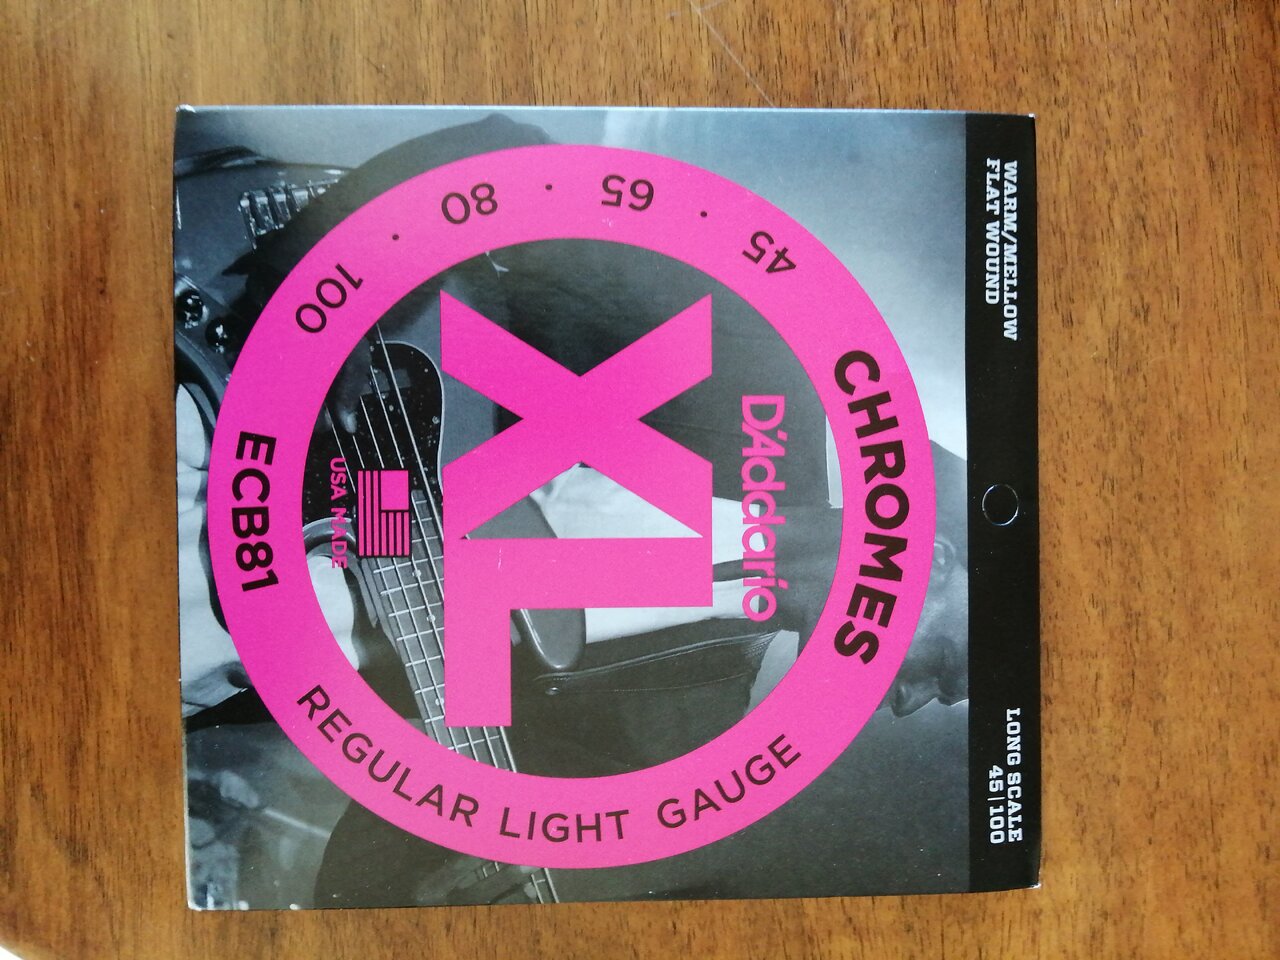 WARM/MELLOW
FLAT WOUND
LONG SCALE
45|100
CHROMES
D'Addario
XL
USA MADE
45 · 65 · 80 · 100
REGULAR LIGHT GAUGE
ECB81